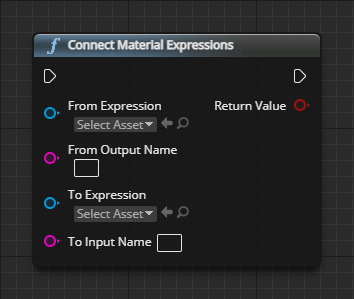 f Connect Material Expressions
From Expression Return Value
Select Asset
From Output Name
To Expression
Select Asset
To Input Name